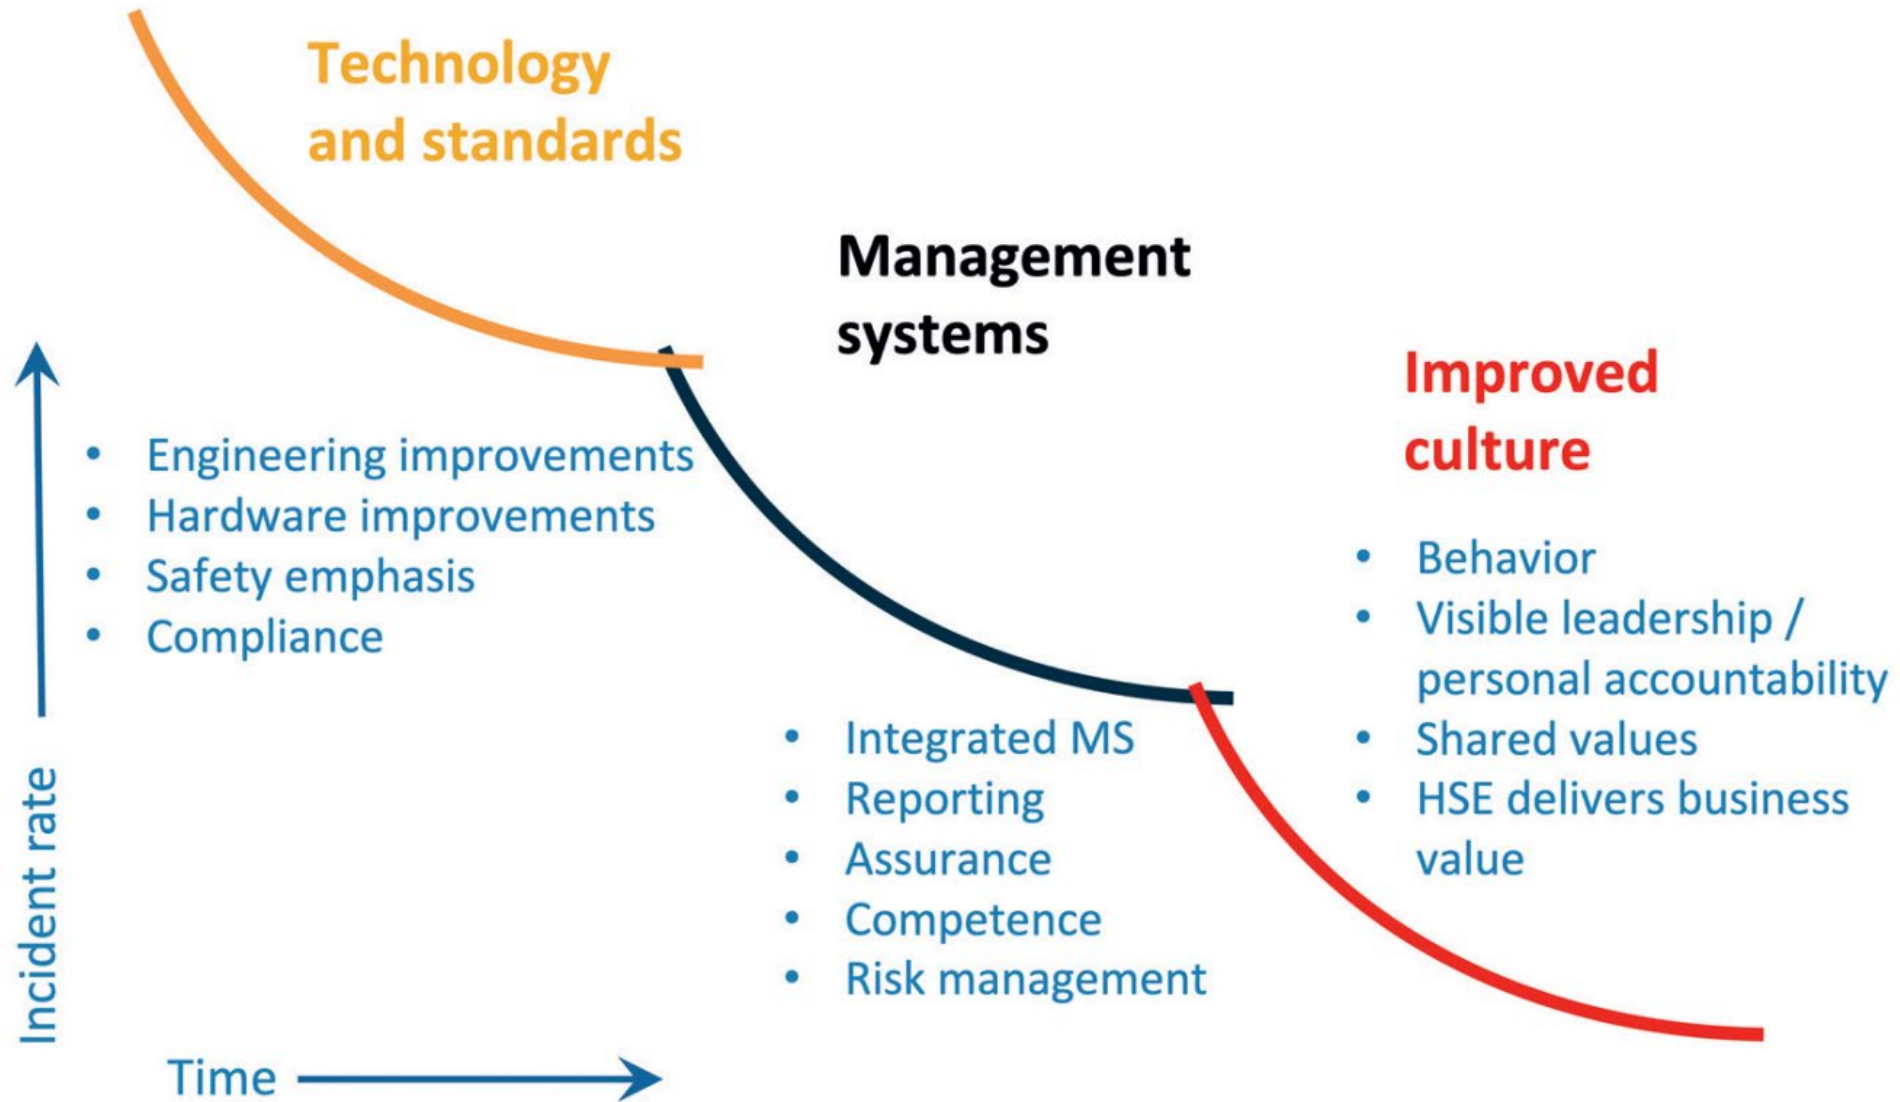 Technology
and standards
Management
systems
Improved
culture
• Engineering improvements
• Hardware improvements
• Safety emphasis
• Compliance
• Behavior
• Visible leadership /
personal accountability
• Shared values
• HSE delivers business
value
• Integrated MS
• Reporting
• Assurance
• Competence
• Risk management
Incident rate
Time